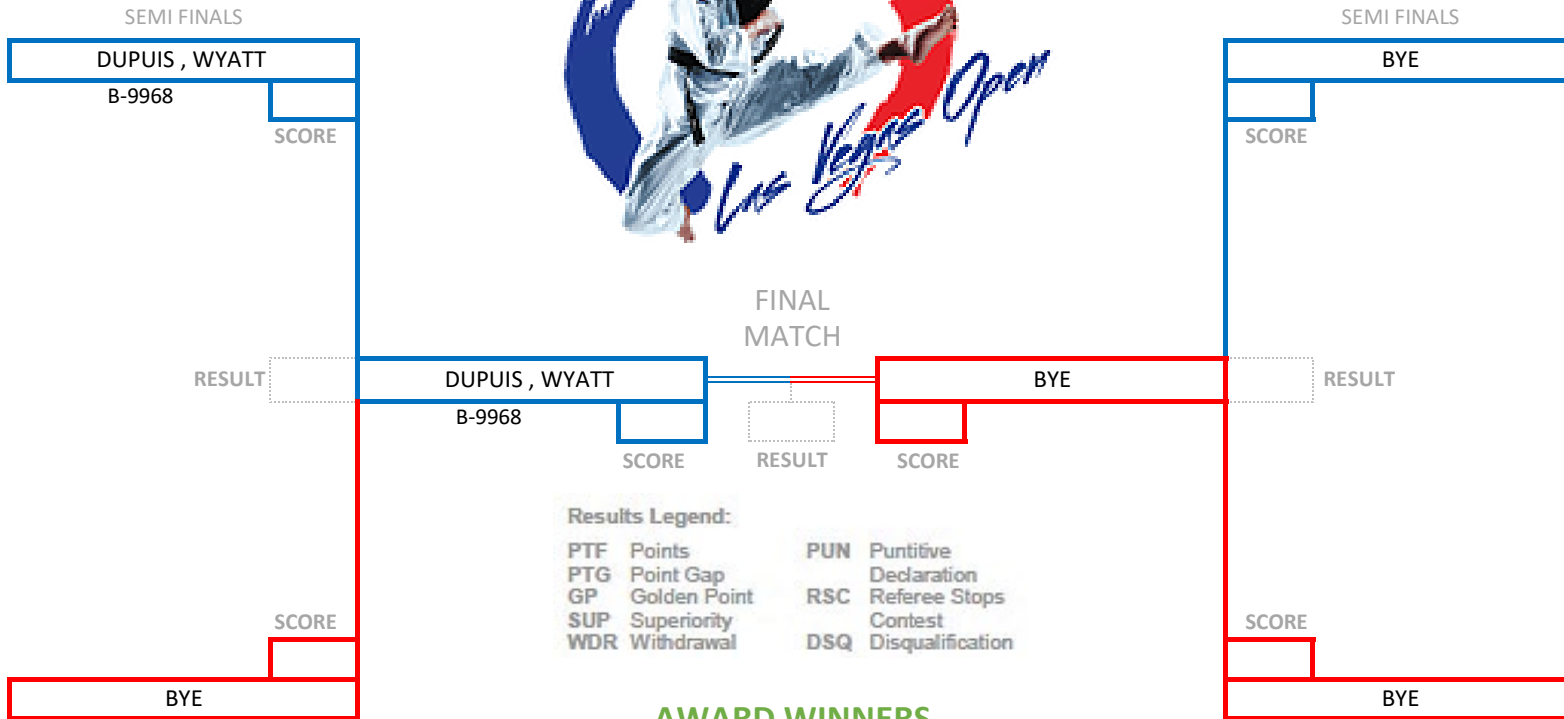 SEMI FINALS
SEMI FINALS
DUPUIS , WYATT
BYE
B-9968
SCORE
SCORE
Las Vegas Open
FINAL
MATCH
RESULT
DUPUIS , WYATT
BYE
RESULT
B-9968
SCORE
RESULT
SCORE
Results Legend:
PTF Points
PTG Point Gap
GP Golden Point
SUP Superiority
WDR Withdrawal
PUN Puntitive
Declaration
RSC Referee Stops
Contest
DSQ Disqualification
SCORE
SCORE
BYE
BYE
AWARD WINNERS